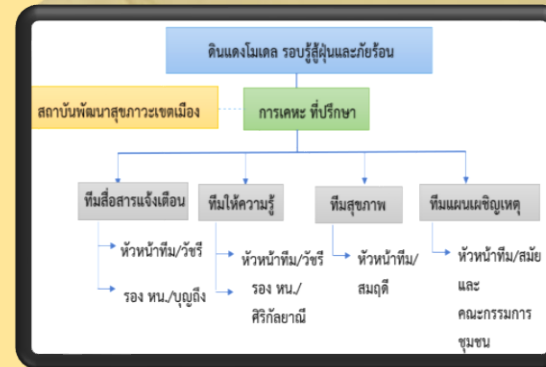 ดินแดงโมเดล รอบรู้สู้ฝุ่นและภัยร้อน
สถาบันพัฒนาสุขภาวะเขตเมือง
การเคหะ ที่ปรึกษา
ทีมสื่อสารแจ้งเตือน
หัวหน้าทีม/วัชรี
รอง หน./บุญถึง
ทีมให้ความรู้
หัวหน้าทีม/วัชรี
รอง หน./
ศิริกัลยาณี
ทีมสุขภาพ
หัวหน้าทีม/
สมฤดี
ทีมแผนเผชิญเหตุ
หัวหน้าทีม/สมัย
และ
คณะกรรมการ
ชุมชน